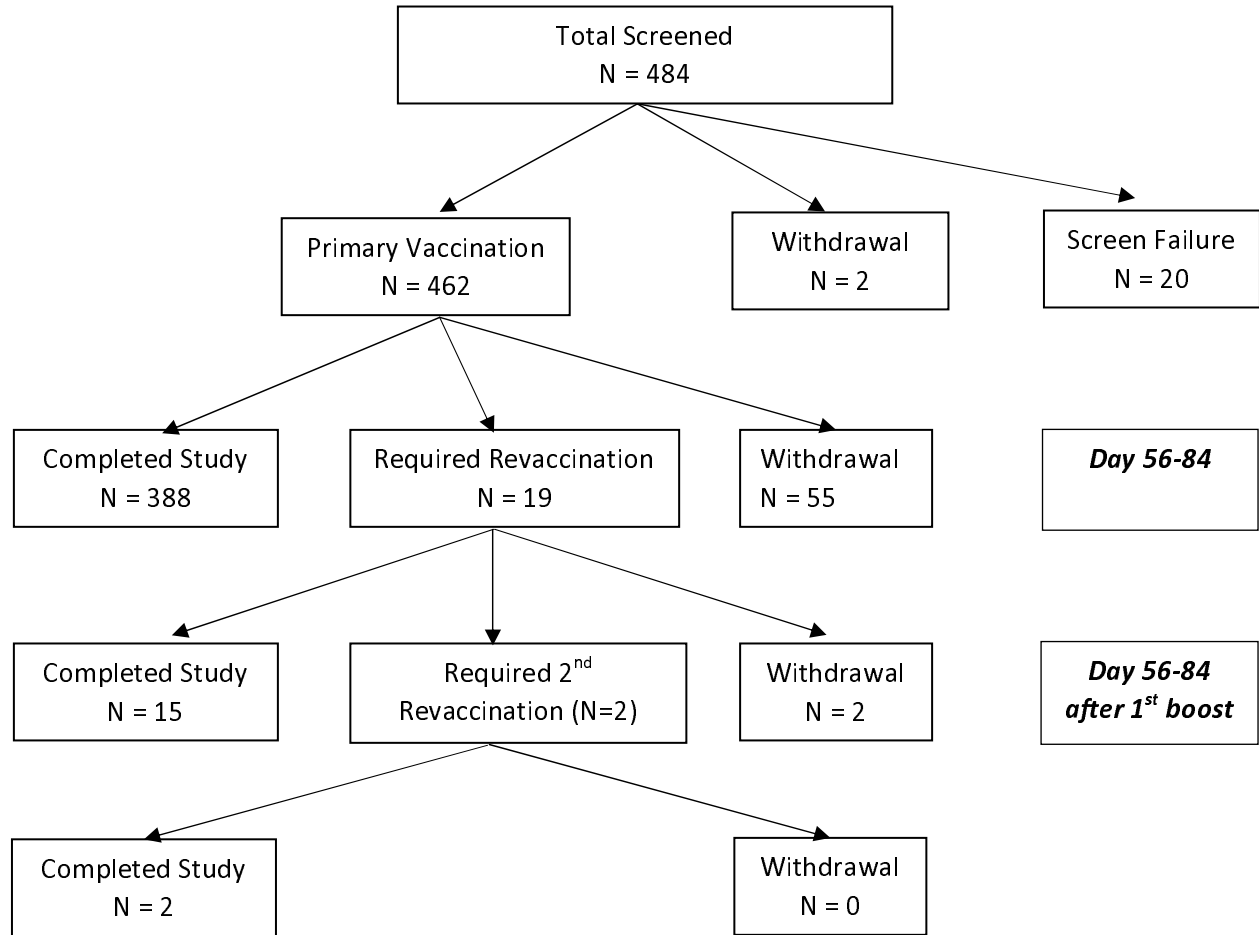 Total Screened
N = 484
Primary Vaccination
N = 462
Withdrawal
N = 2
Screen Failure
N = 20
Completed Study
N = 388
Required Revaccination
N = 19
Withdrawal
N = 55
Day 56-84
Completed Study
N = 15
Required 2nd
Revaccination (N=2)
Withdrawal
N = 2
Day 56-84
after 1st boost
Completed Study
N = 2
Withdrawal
N = 0